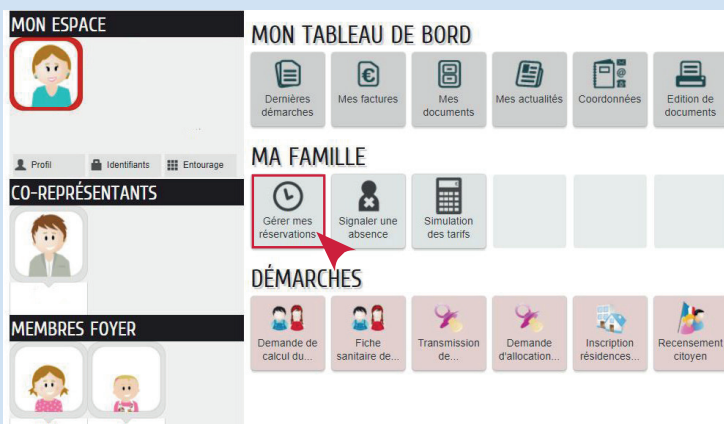 MON ESPACE
Profil
Identifiants
Entourage
CO-REPRÉSENTANTS
MEMBRES FOYER
MON TABLEAU DE BORD
Dernières
démarches
Mes factures
Mes
documents
Mes actualités
Coordonnées
Edition de
documents
MA FAMILLE
Gérer mes
réservations
Signaler une
absence
Simulation
des tarifs
DÉMARCHES
Demande de
calcul du...
Fiche
sanitaire de...
Transmission
de...
Demande
d'allocation...
Inscription
résidences...
Recensement
citoyen